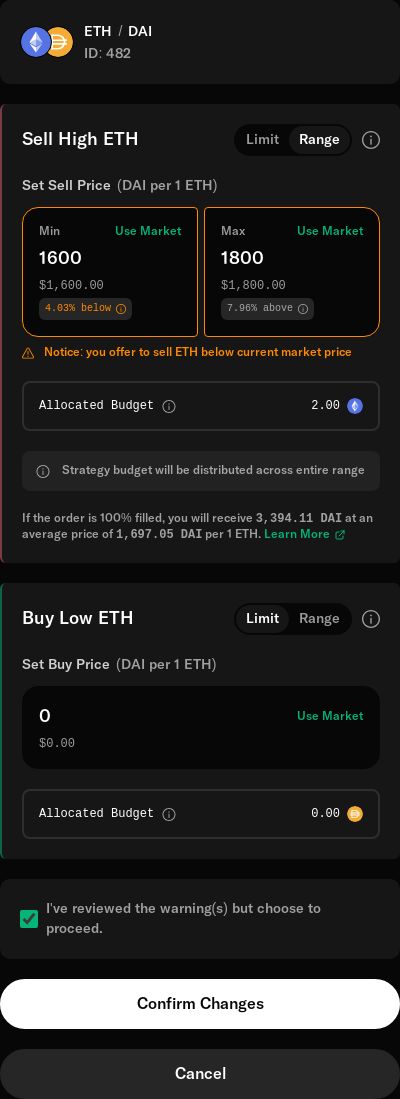 ETH / DAI
ID: 482
Sell High ETH
Limit Range
Set Sell Price (DAI per 1 ETH)
Min Use Market
1600
$1,600.00
4.03% below
Max Use Market
1800
$1,800.00
7.96% above
Notice: you offer to sell ETH below current market price
Allocated Budget 2.00
Strategy budget will be distributed across entire range
If the order is 100% filled, you will receive 3,394.11 DAI at an
average price of 1,697.05 DAI per 1 ETH. Learn More
Buy Low ETH
Limit Range
Set Buy Price (DAI per 1 ETH)
0 Use Market
$0.00
Allocated Budget 0.00
I've reviewed the warning(s) but choose to
proceed.
Confirm Changes
Cancel